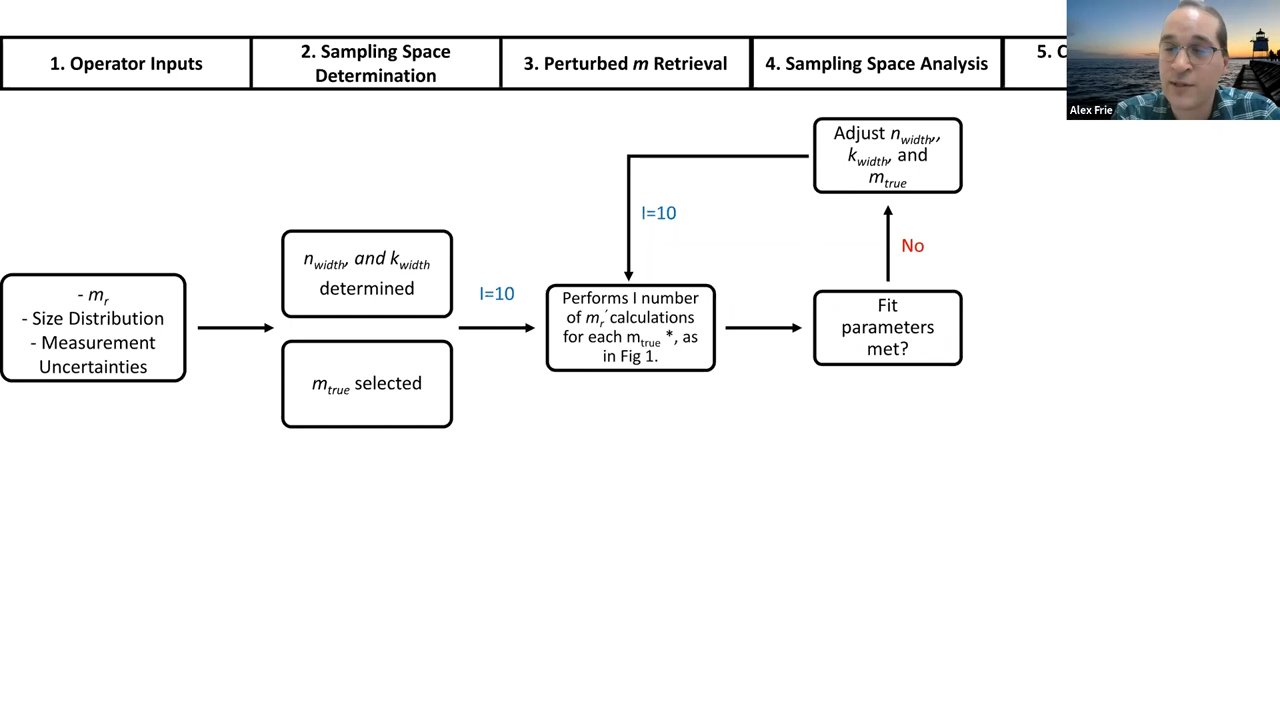 1. Operator Inputs
2. Sampling Space
Determination
3. Perturbed m Retrieval
4. Sampling Space Analysis
5. C
Alex Frie
Adjust nwidth,,
kwidth, and
mtrue
I=10
No
nwidth, and kwidth
determined
I=10
- mr
- Size Distribution
- Measurement
Uncertainties
Performs I number
of mr′ calculations
for each mtrue *, as
in Fig 1.
Fit
parameters
met?
mtrue selected